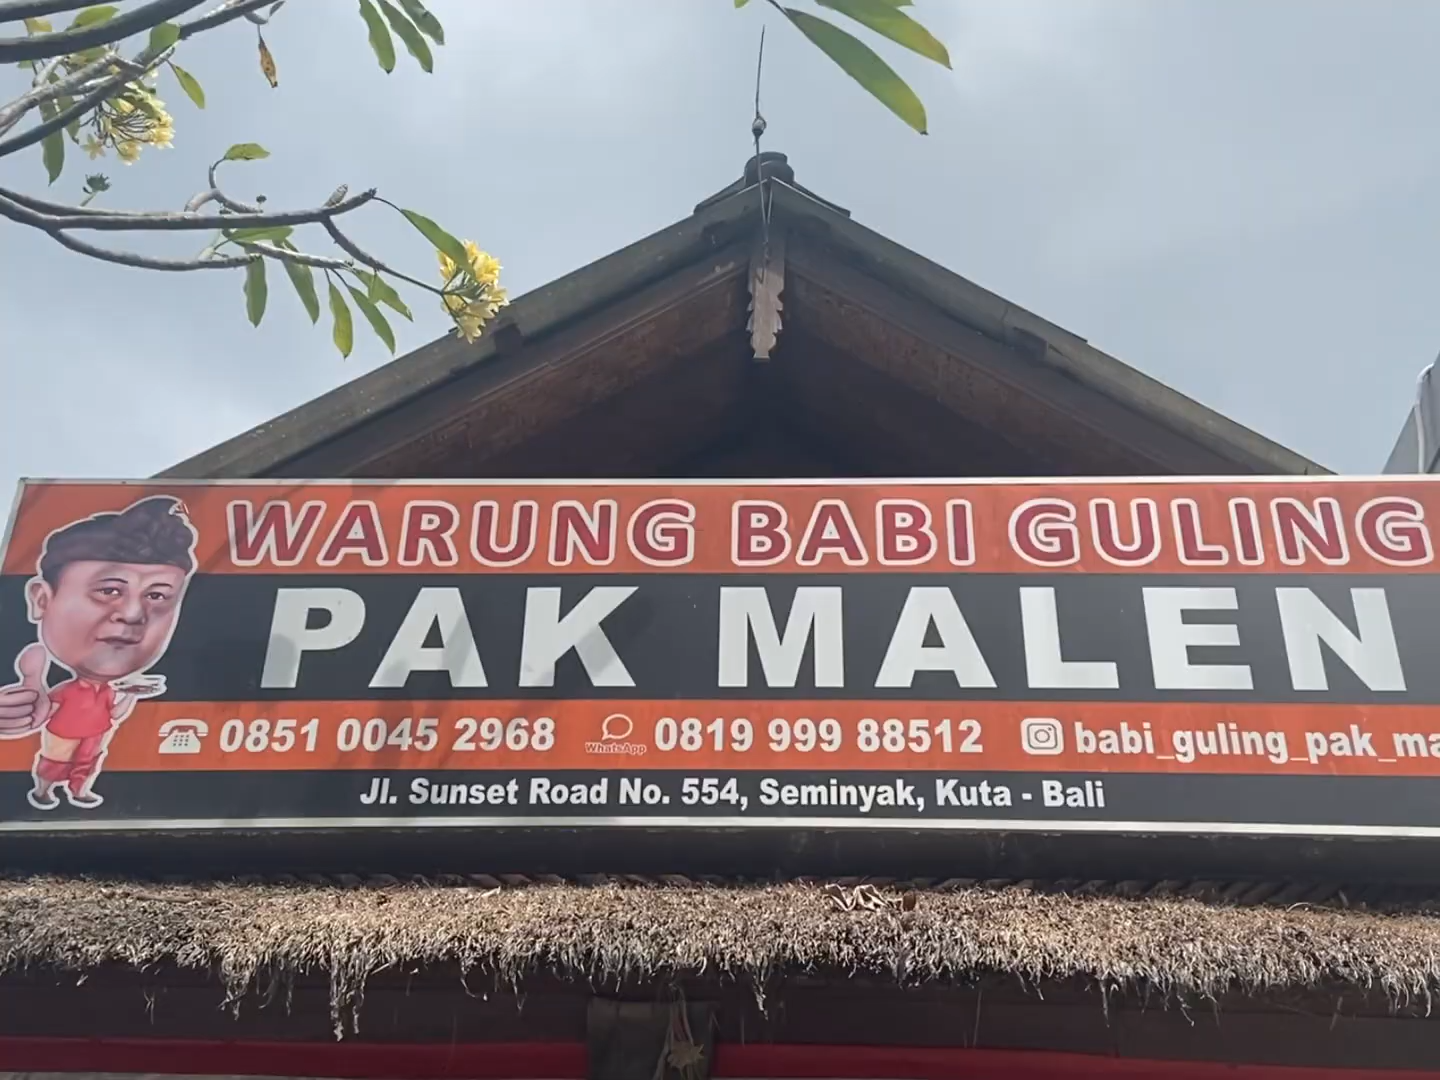 WARUNG BABI GULING
PAK MALEN
0851 0045 2968 WhatsApp 0819 999 88512 babi_guling_pak_ma
Jl. Sunset Road No. 554, Seminyak, Kuta - Bali